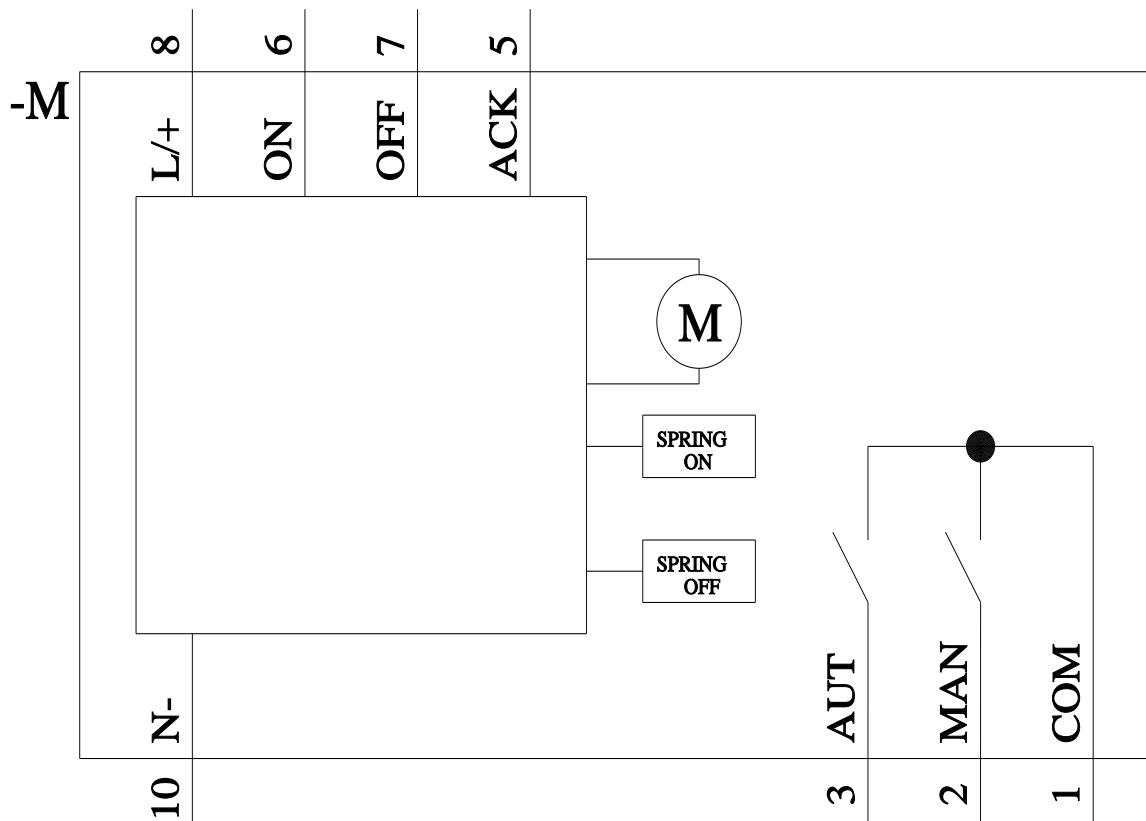 8
6
7
5
-M
L/+
ON
OFF
ACK
M
SPRING
ON
SPRING
OFF
N-
AUT
MAN
COM
10
3
2
1